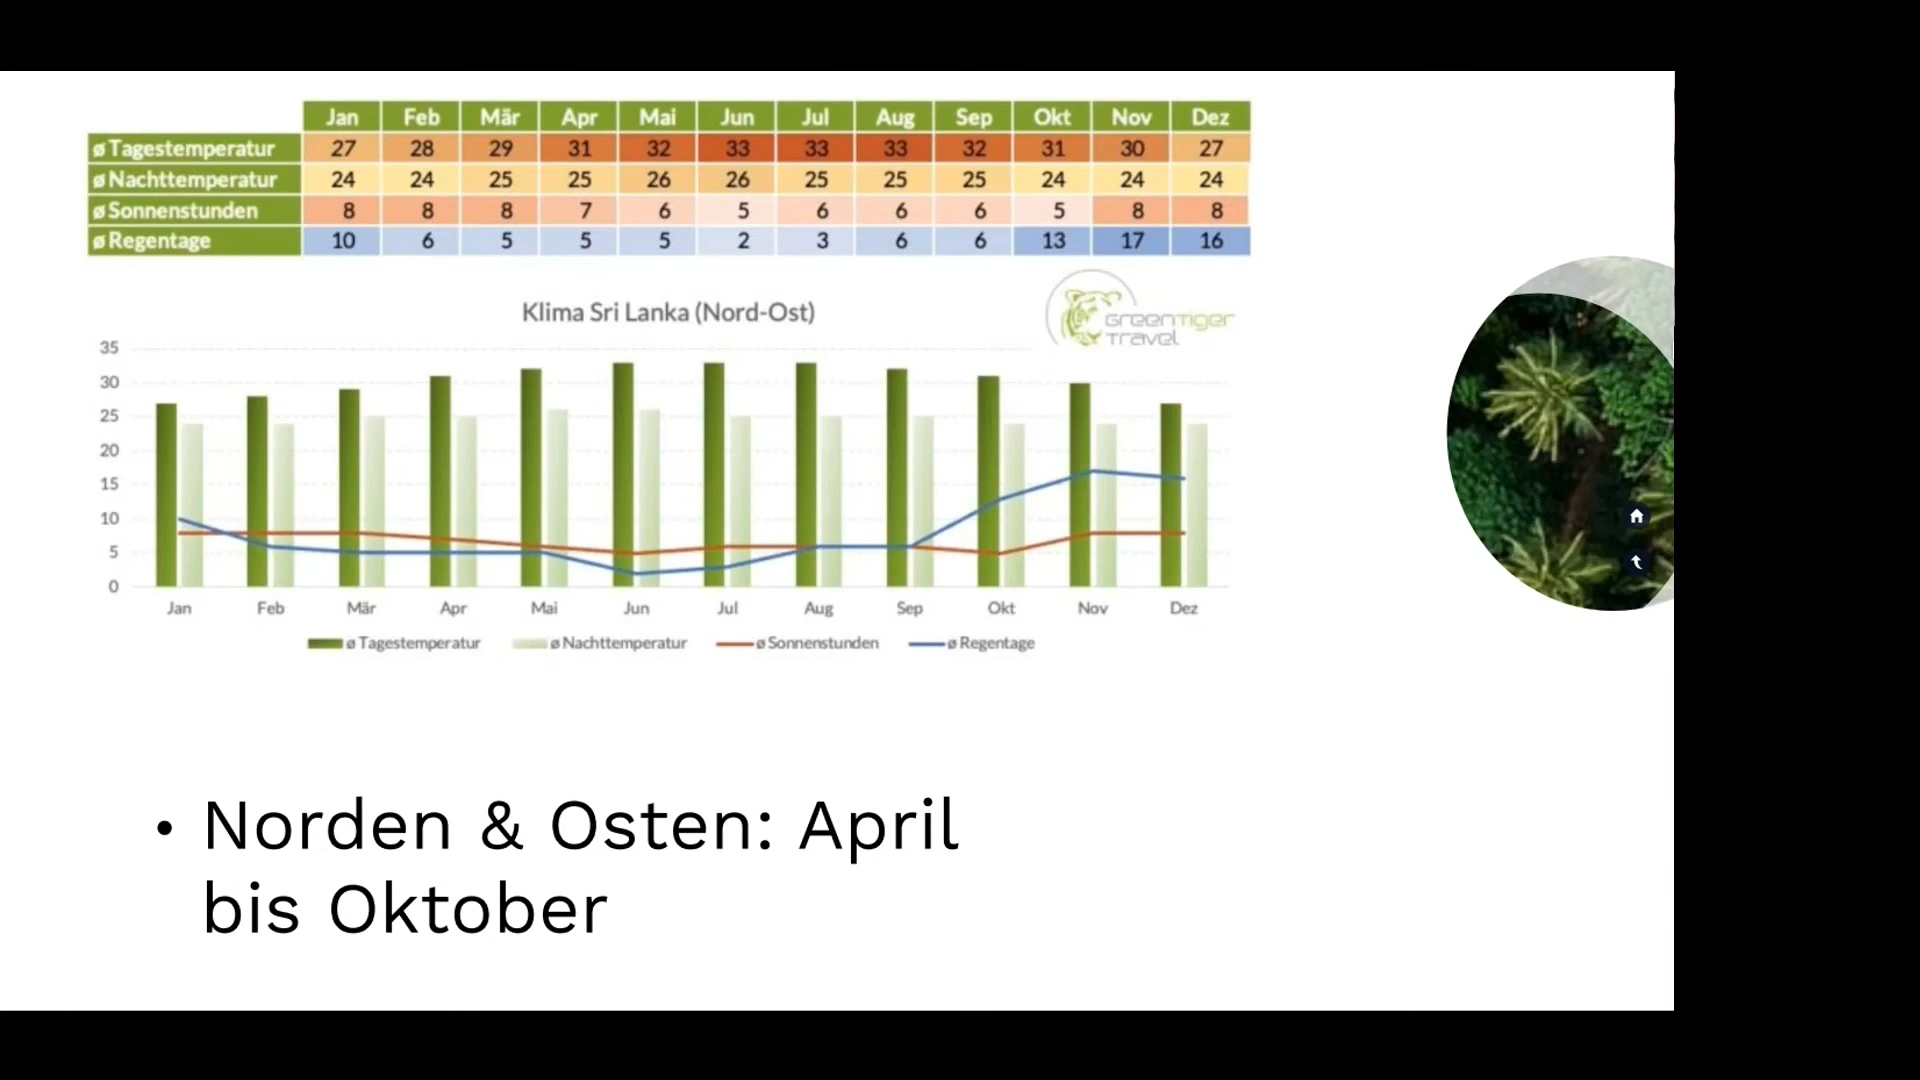 Jan Feb Mär Apr Mai Jun Jul Aug Sep Okt Nov Dez
ø Tagestemperatur 27 28 29 31 32 33 33 33 32 31 30 27
ø Nachttemperatur 24 24 25 25 26 26 25 25 25 24 24 24
ø Sonnenstunden 8 8 8 7 6 5 6 6 6 5 8 8
ø Regentage 10 6 5 5 5 2 3 6 6 13 17 16
Klima Sri Lanka (Nord-Ost)
GreenTiger
Travel
35
30
25
20
15
10
5
0
Jan Feb Mär Apr Mai Jun Jul Aug Sep Okt Nov Dez
ø Tagestemperatur ø Nachttemperatur ø Sonnenstunden ø Regentage
• Norden & Osten: April
bis Oktober